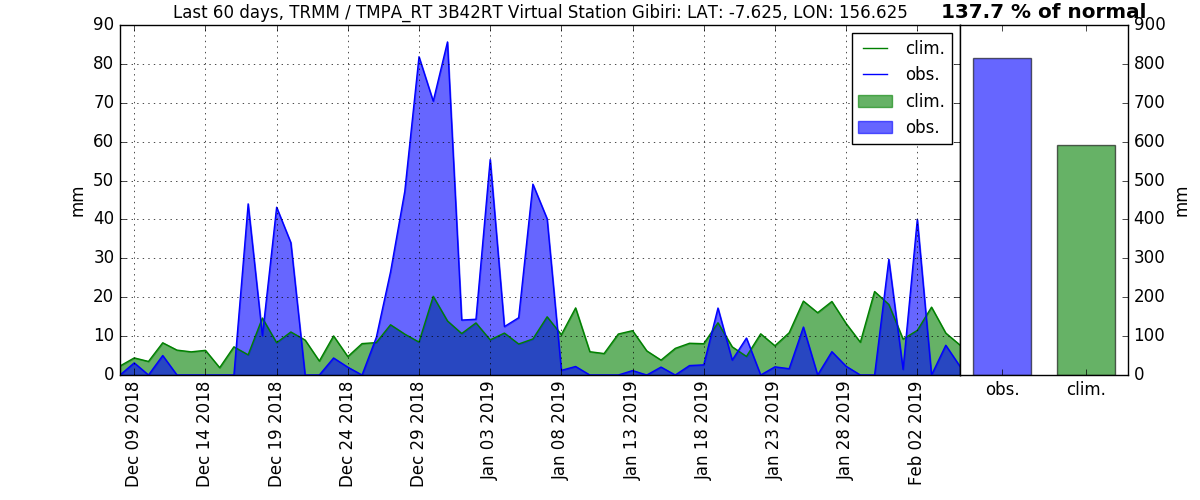 Last 60 days, TRMM / TMPA_RT 3B42RT Virtual Station Gibiri: LAT: -7.625, LON: 156.625
137.7 % of normal
90
80
70
60
50
40
30
20
10
0
mm
clim.
obs.
clim.
obs.
900
800
700
600
500
400
300
200
100
0
mm
Dec 09 2018
Dec 14 2018
Dec 19 2018
Dec 24 2018
Dec 29 2018
Jan 03 2019
Jan 08 2019
Jan 13 2019
Jan 18 2019
Jan 23 2019
Jan 28 2019
Feb 02 2019
obs.
clim.